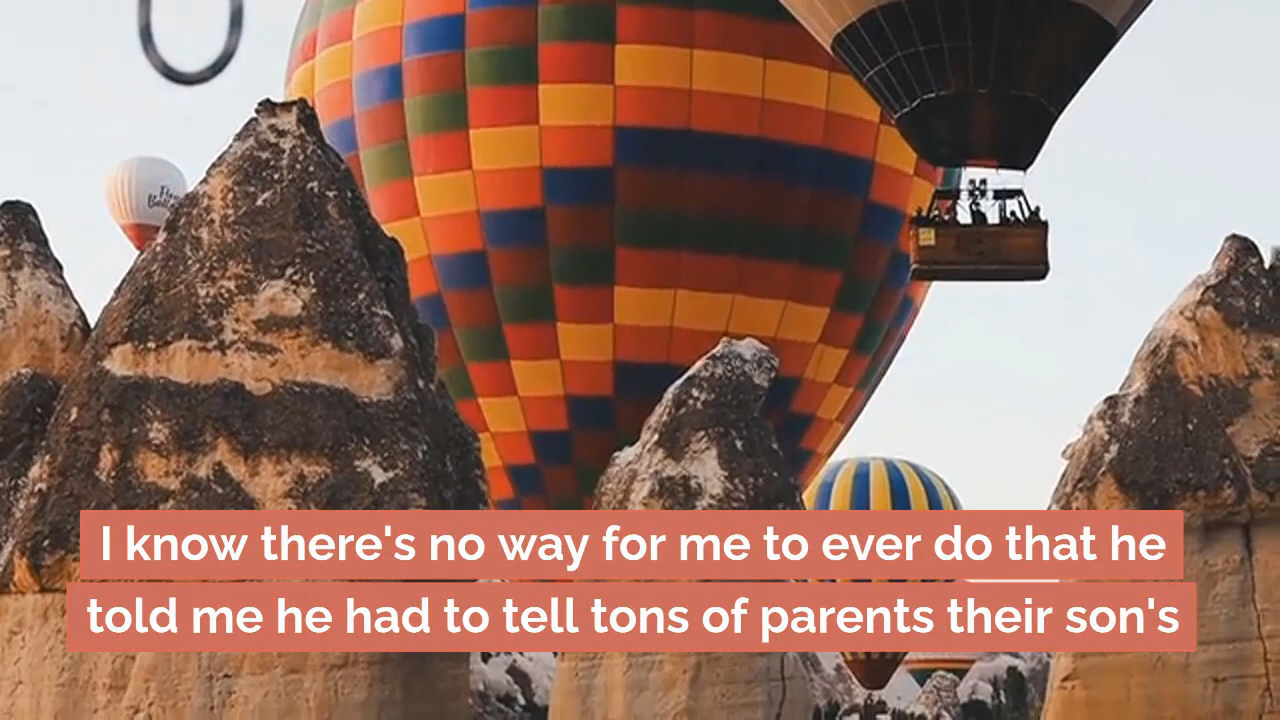 I know there's no way for me to ever do that he
told me he had to tell tons of parents their son's